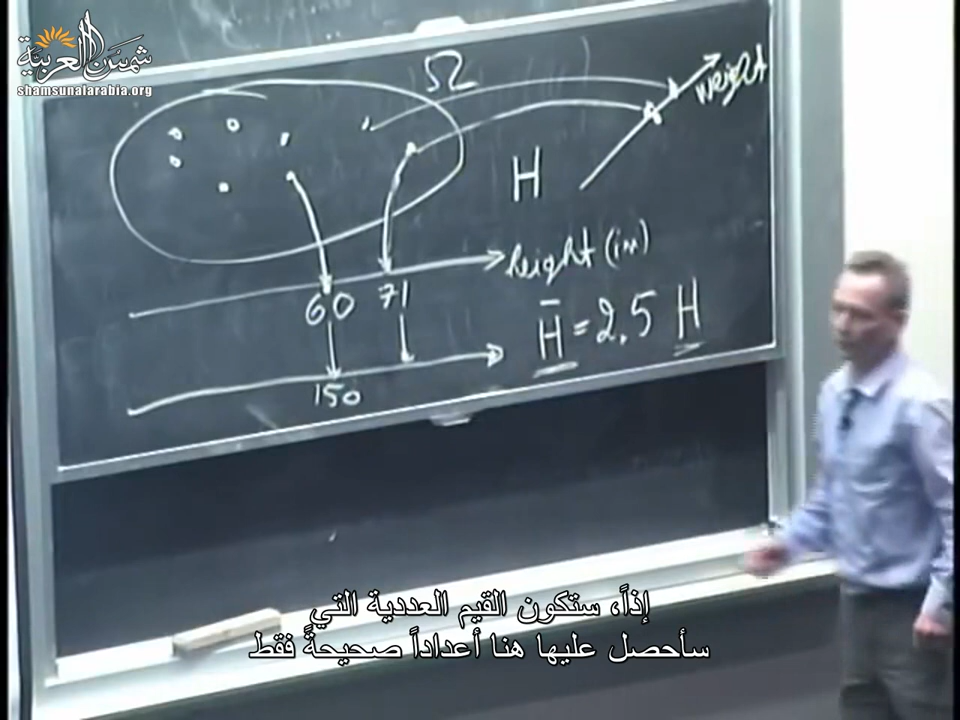 شمس العربية
shamsunalarabia.org
Ω
weight
H
height (in)
60 71
H̄ = 2.5 H
150
إذاً، ستكون القيم العددية التي
سأحصل عليها هنا أعداداً صحيحةً فقط